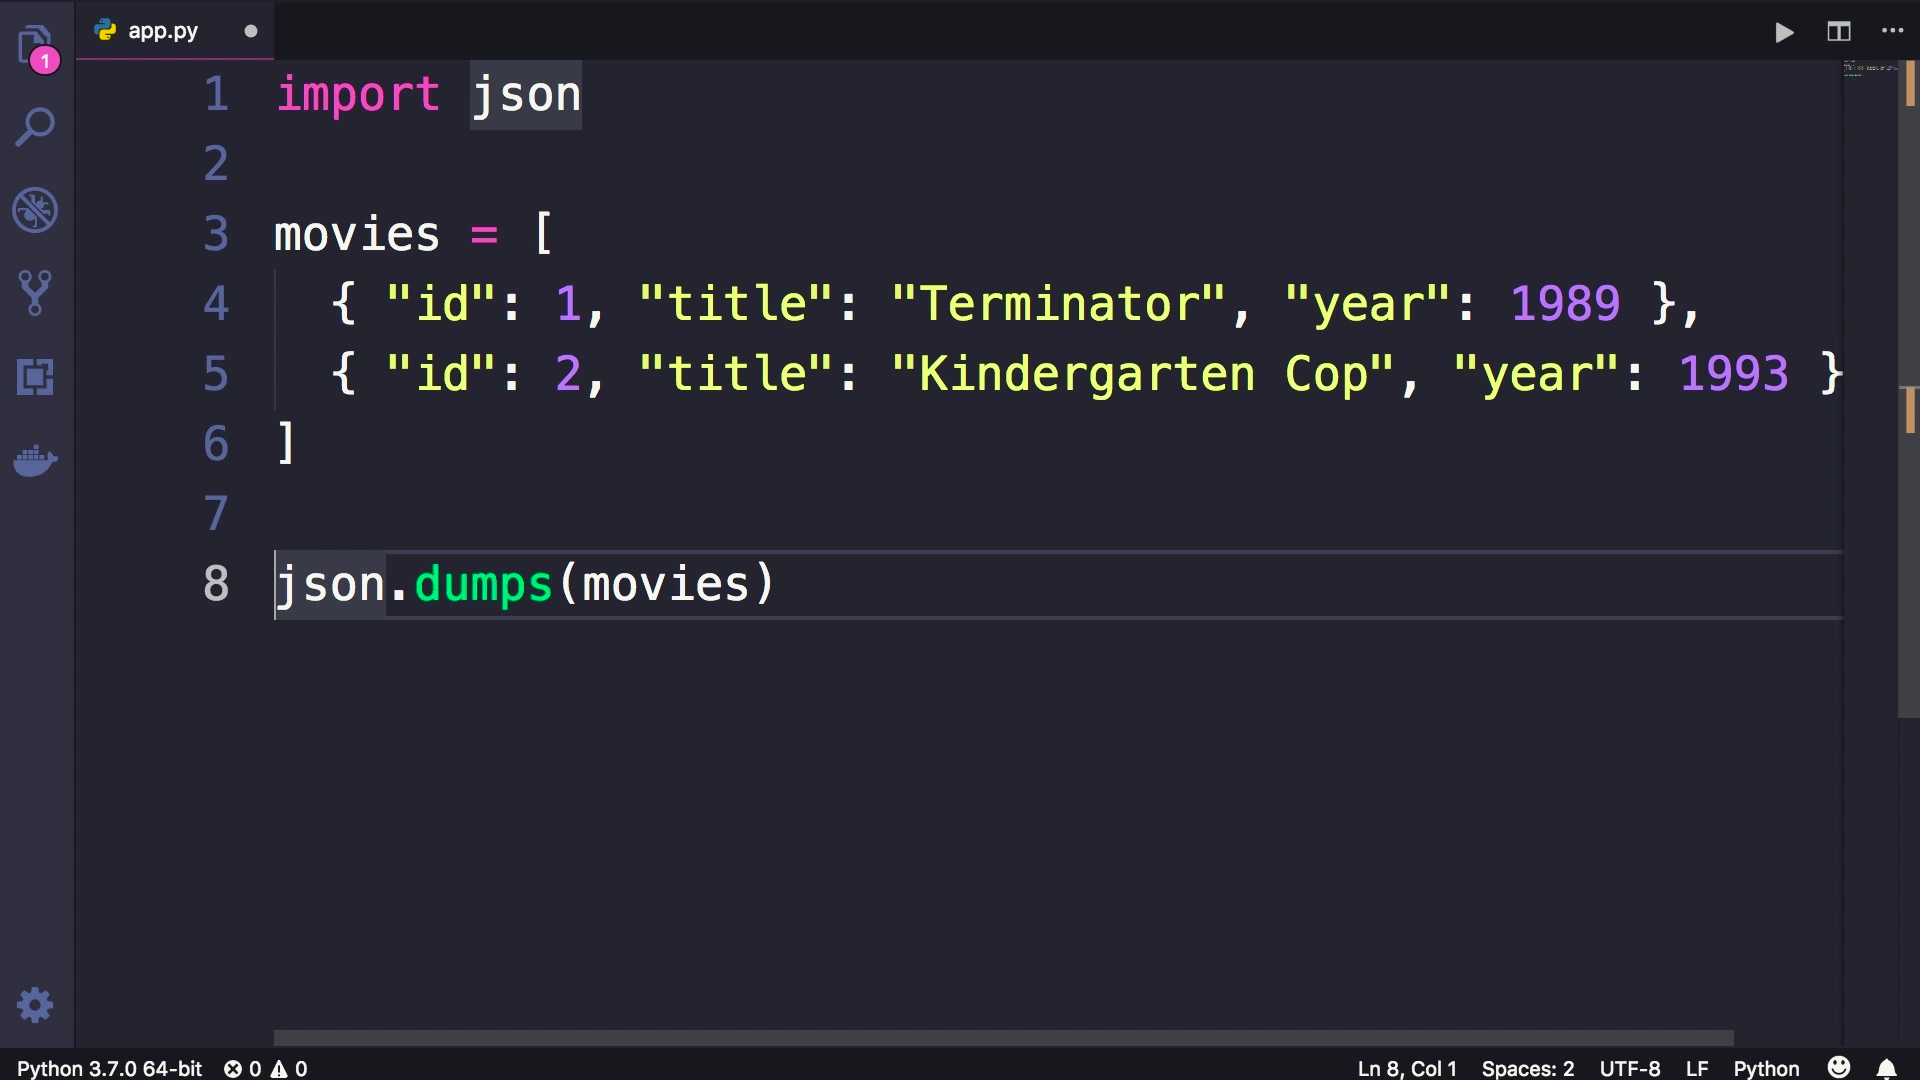 app.py
1
1 import json
2
3 movies = [
4 { "id": 1, "title": "Terminator", "year": 1989 },
5 { "id": 2, "title": "Kindergarten Cop", "year": 1993 }
6 ]
7
8 json.dumps(movies)
Python 3.7.0 64-bit 0 0 Ln 8, Col 1 Spaces: 2 UTF-8 LF Python